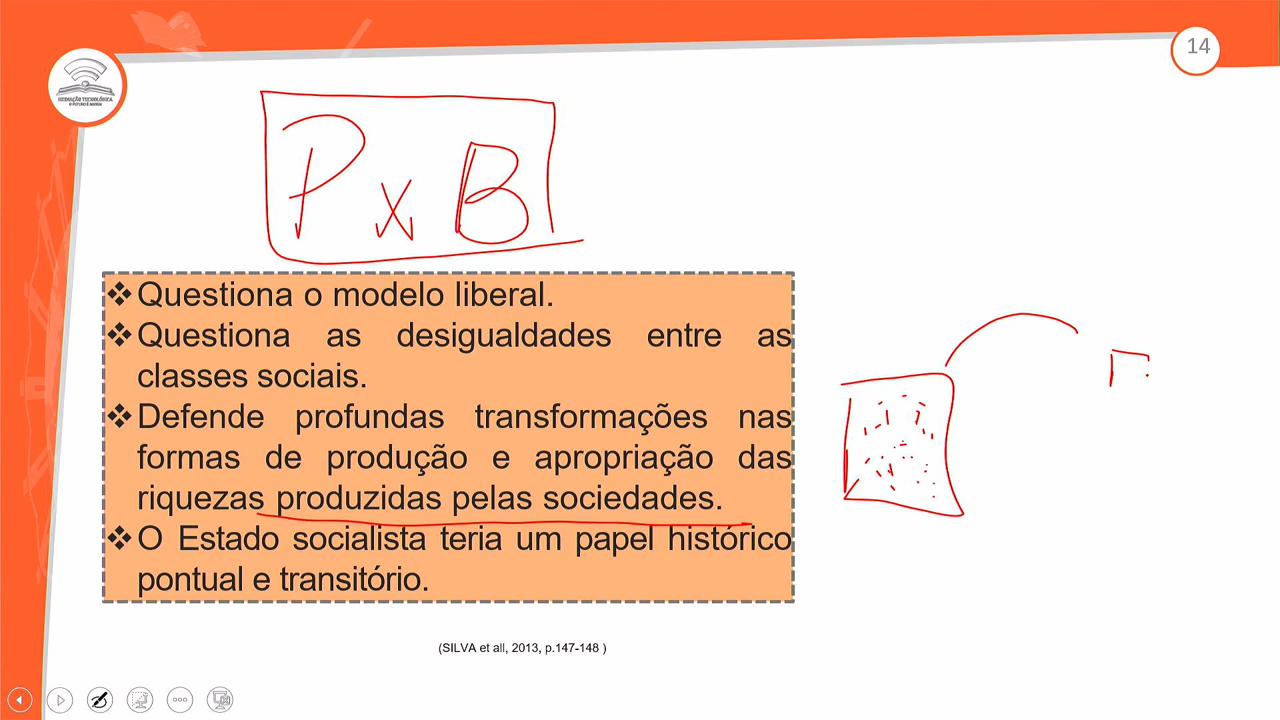 14
MEDIAÇÃO TECNOLÓGICA
P x B
❖Questiona o modelo liberal.
❖Questiona as desigualdades entre as
classes sociais.
❖Defende profundas transformações nas
formas de produção e apropriação das
riquezas produzidas pelas sociedades.
❖O Estado socialista teria um papel histórico
pontual e transitório.
(SILVA et all, 2013, p.147-148 )